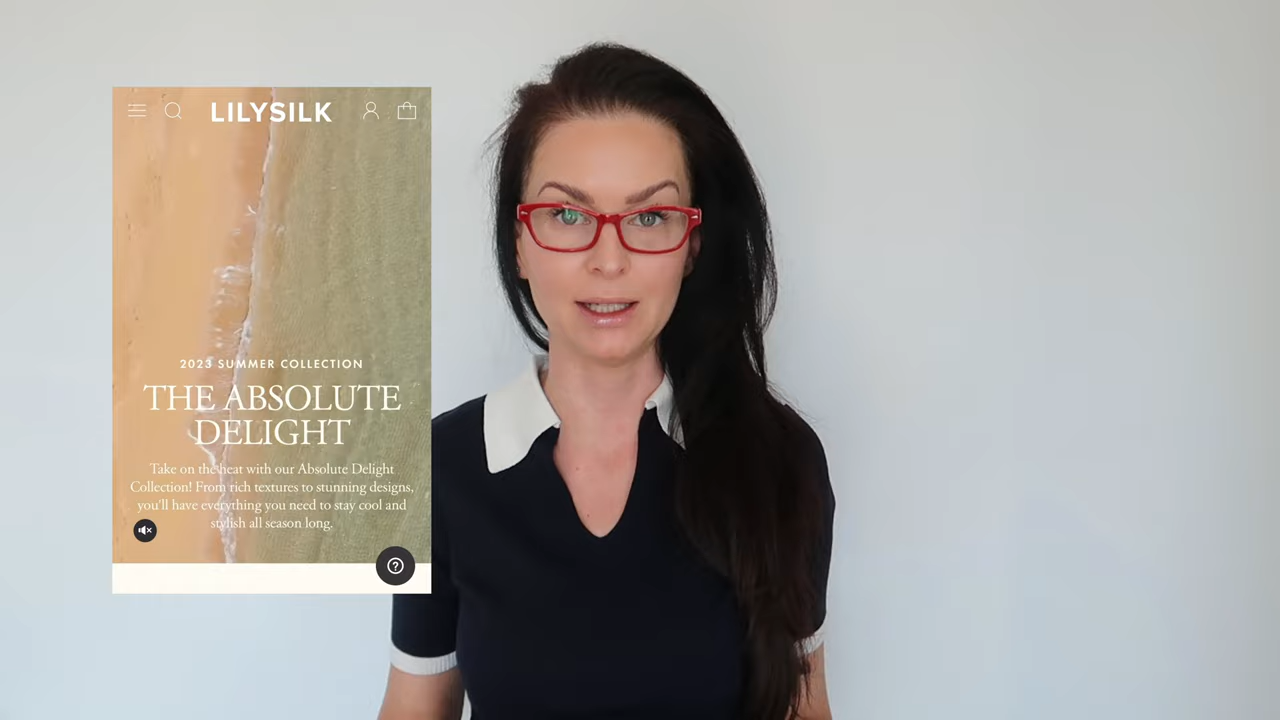 LILYSILK
2023 SUMMER COLLECTION
THE ABSOLUTE
DELIGHT
Take on the heat with our Absolute Delight
Collection! From rich textures to stunning designs,
you'll have everything you need to stay cool and
stylish all season long.
?